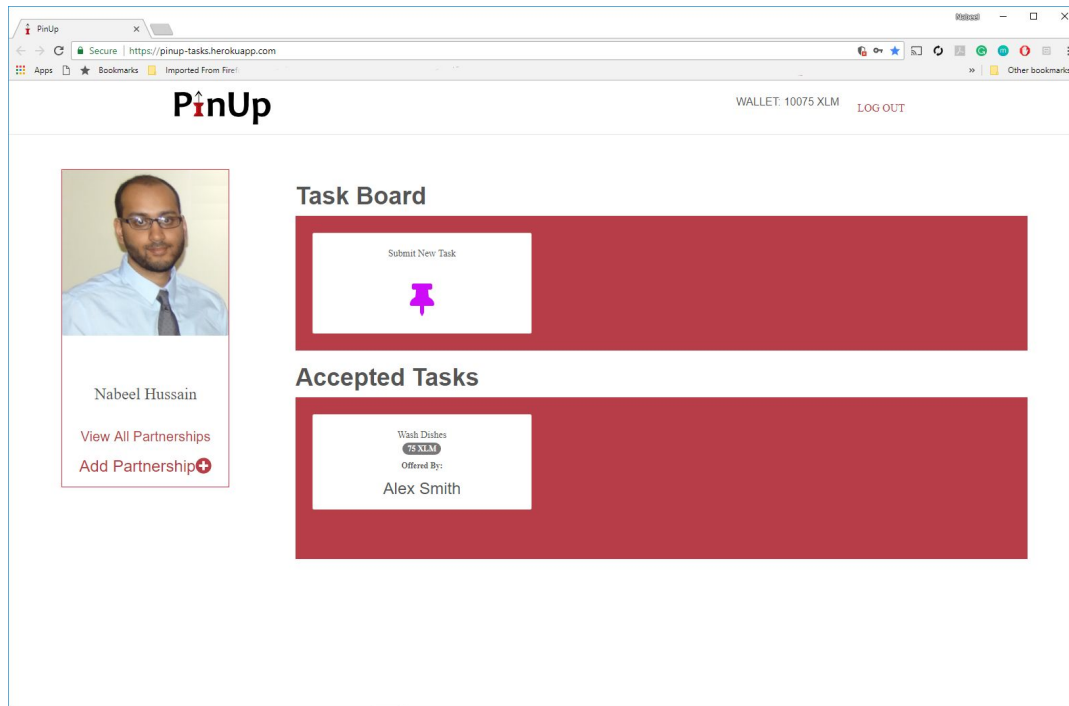 Nabeel
PinUp
Secure | https://pinup-tasks.herokuapp.com
Apps Bookmarks Imported From Firef
» Other bookmarks
PinUp
WALLET: 10075 XLM LOG OUT
Task Board
Submit New Task
Accepted Tasks
Wash Dishes
75 XLM
Offered By:
Alex Smith
Nabeel Hussain
View All Partnerships
Add Partnership